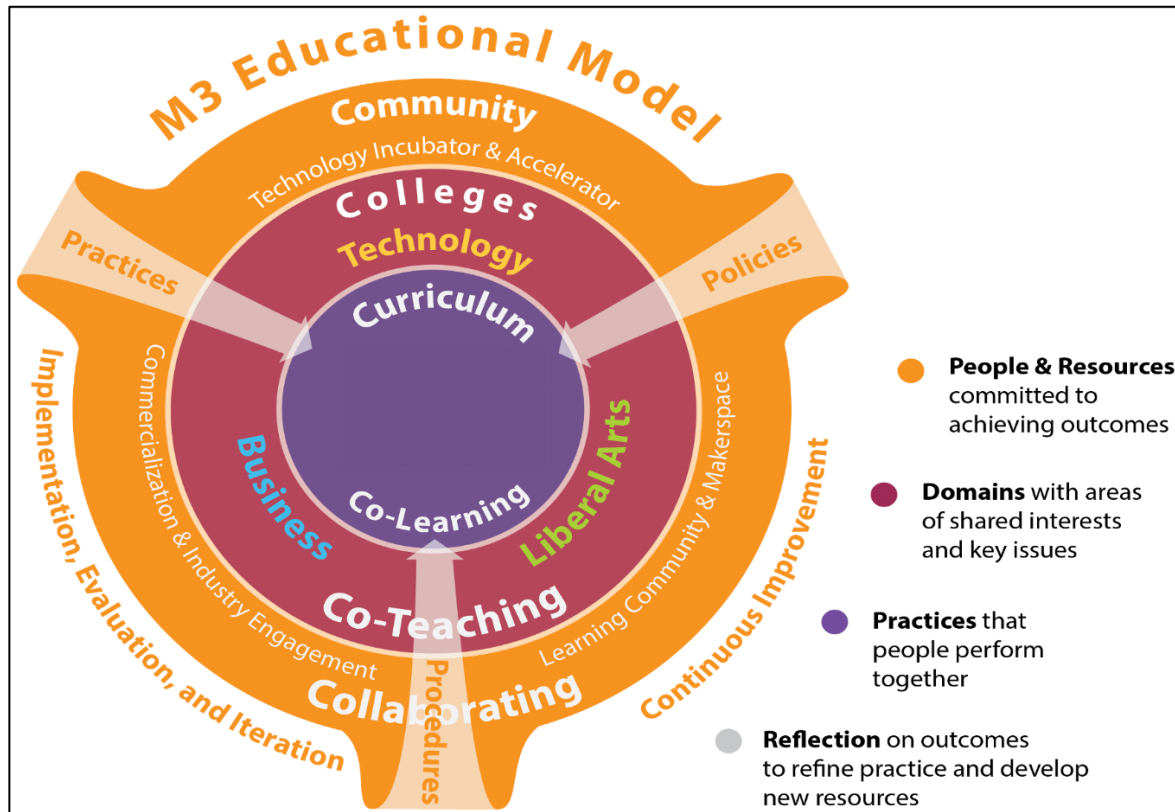 M3 Educational Model
Community
Technology Incubator & Accelerator
Colleges
Technology
Practices
Policies
Curriculum
Commercialization & Industry Engagement
Business
Liberal Arts
Learning Community & Makerspace
Co-Learning
Co-Teaching
Collaborating
Procedures
Implementation, Evaluation, and Iteration
Continuous Improvement
People & Resources
committed to
achieving outcomes
Domains with areas
of shared interests
and key issues
Practices that
people perform
together
Reflection on outcomes
to refine practice and develop
new resources